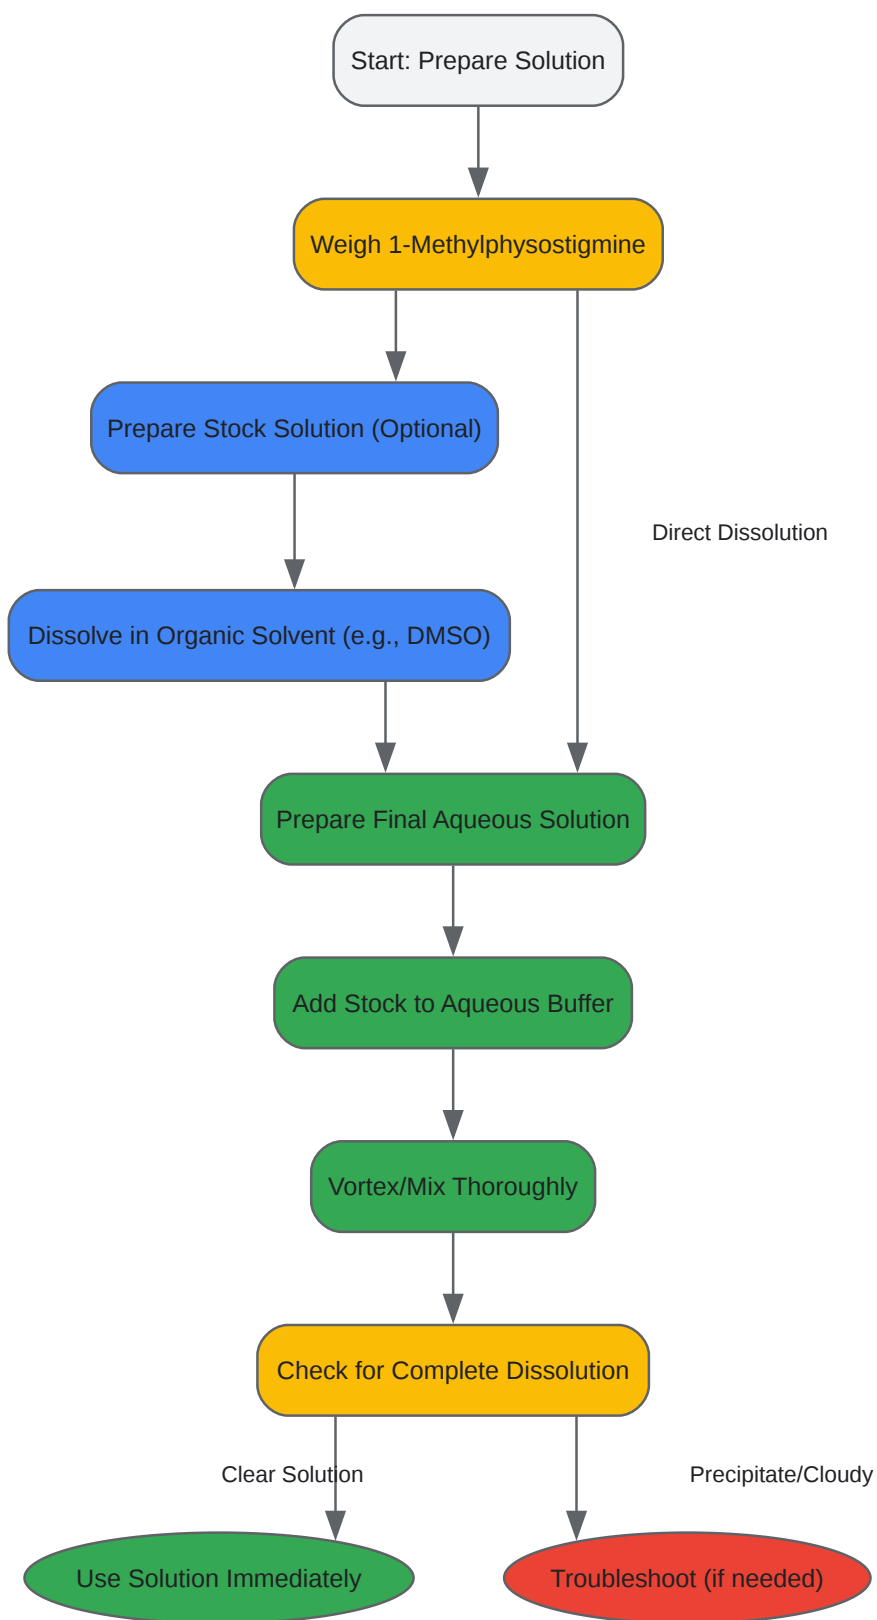 Start: Prepare Solution
Weigh 1-Methylphysostigmine
Prepare Stock Solution (Optional)
Direct Dissolution
Dissolve in Organic Solvent (e.g., DMSO)
Prepare Final Aqueous Solution
Add Stock to Aqueous Buffer
Vortex/Mix Thoroughly
Check for Complete Dissolution
Clear Solution
Precipitate/Cloudy
Use Solution Immediately
Troubleshoot (if needed)